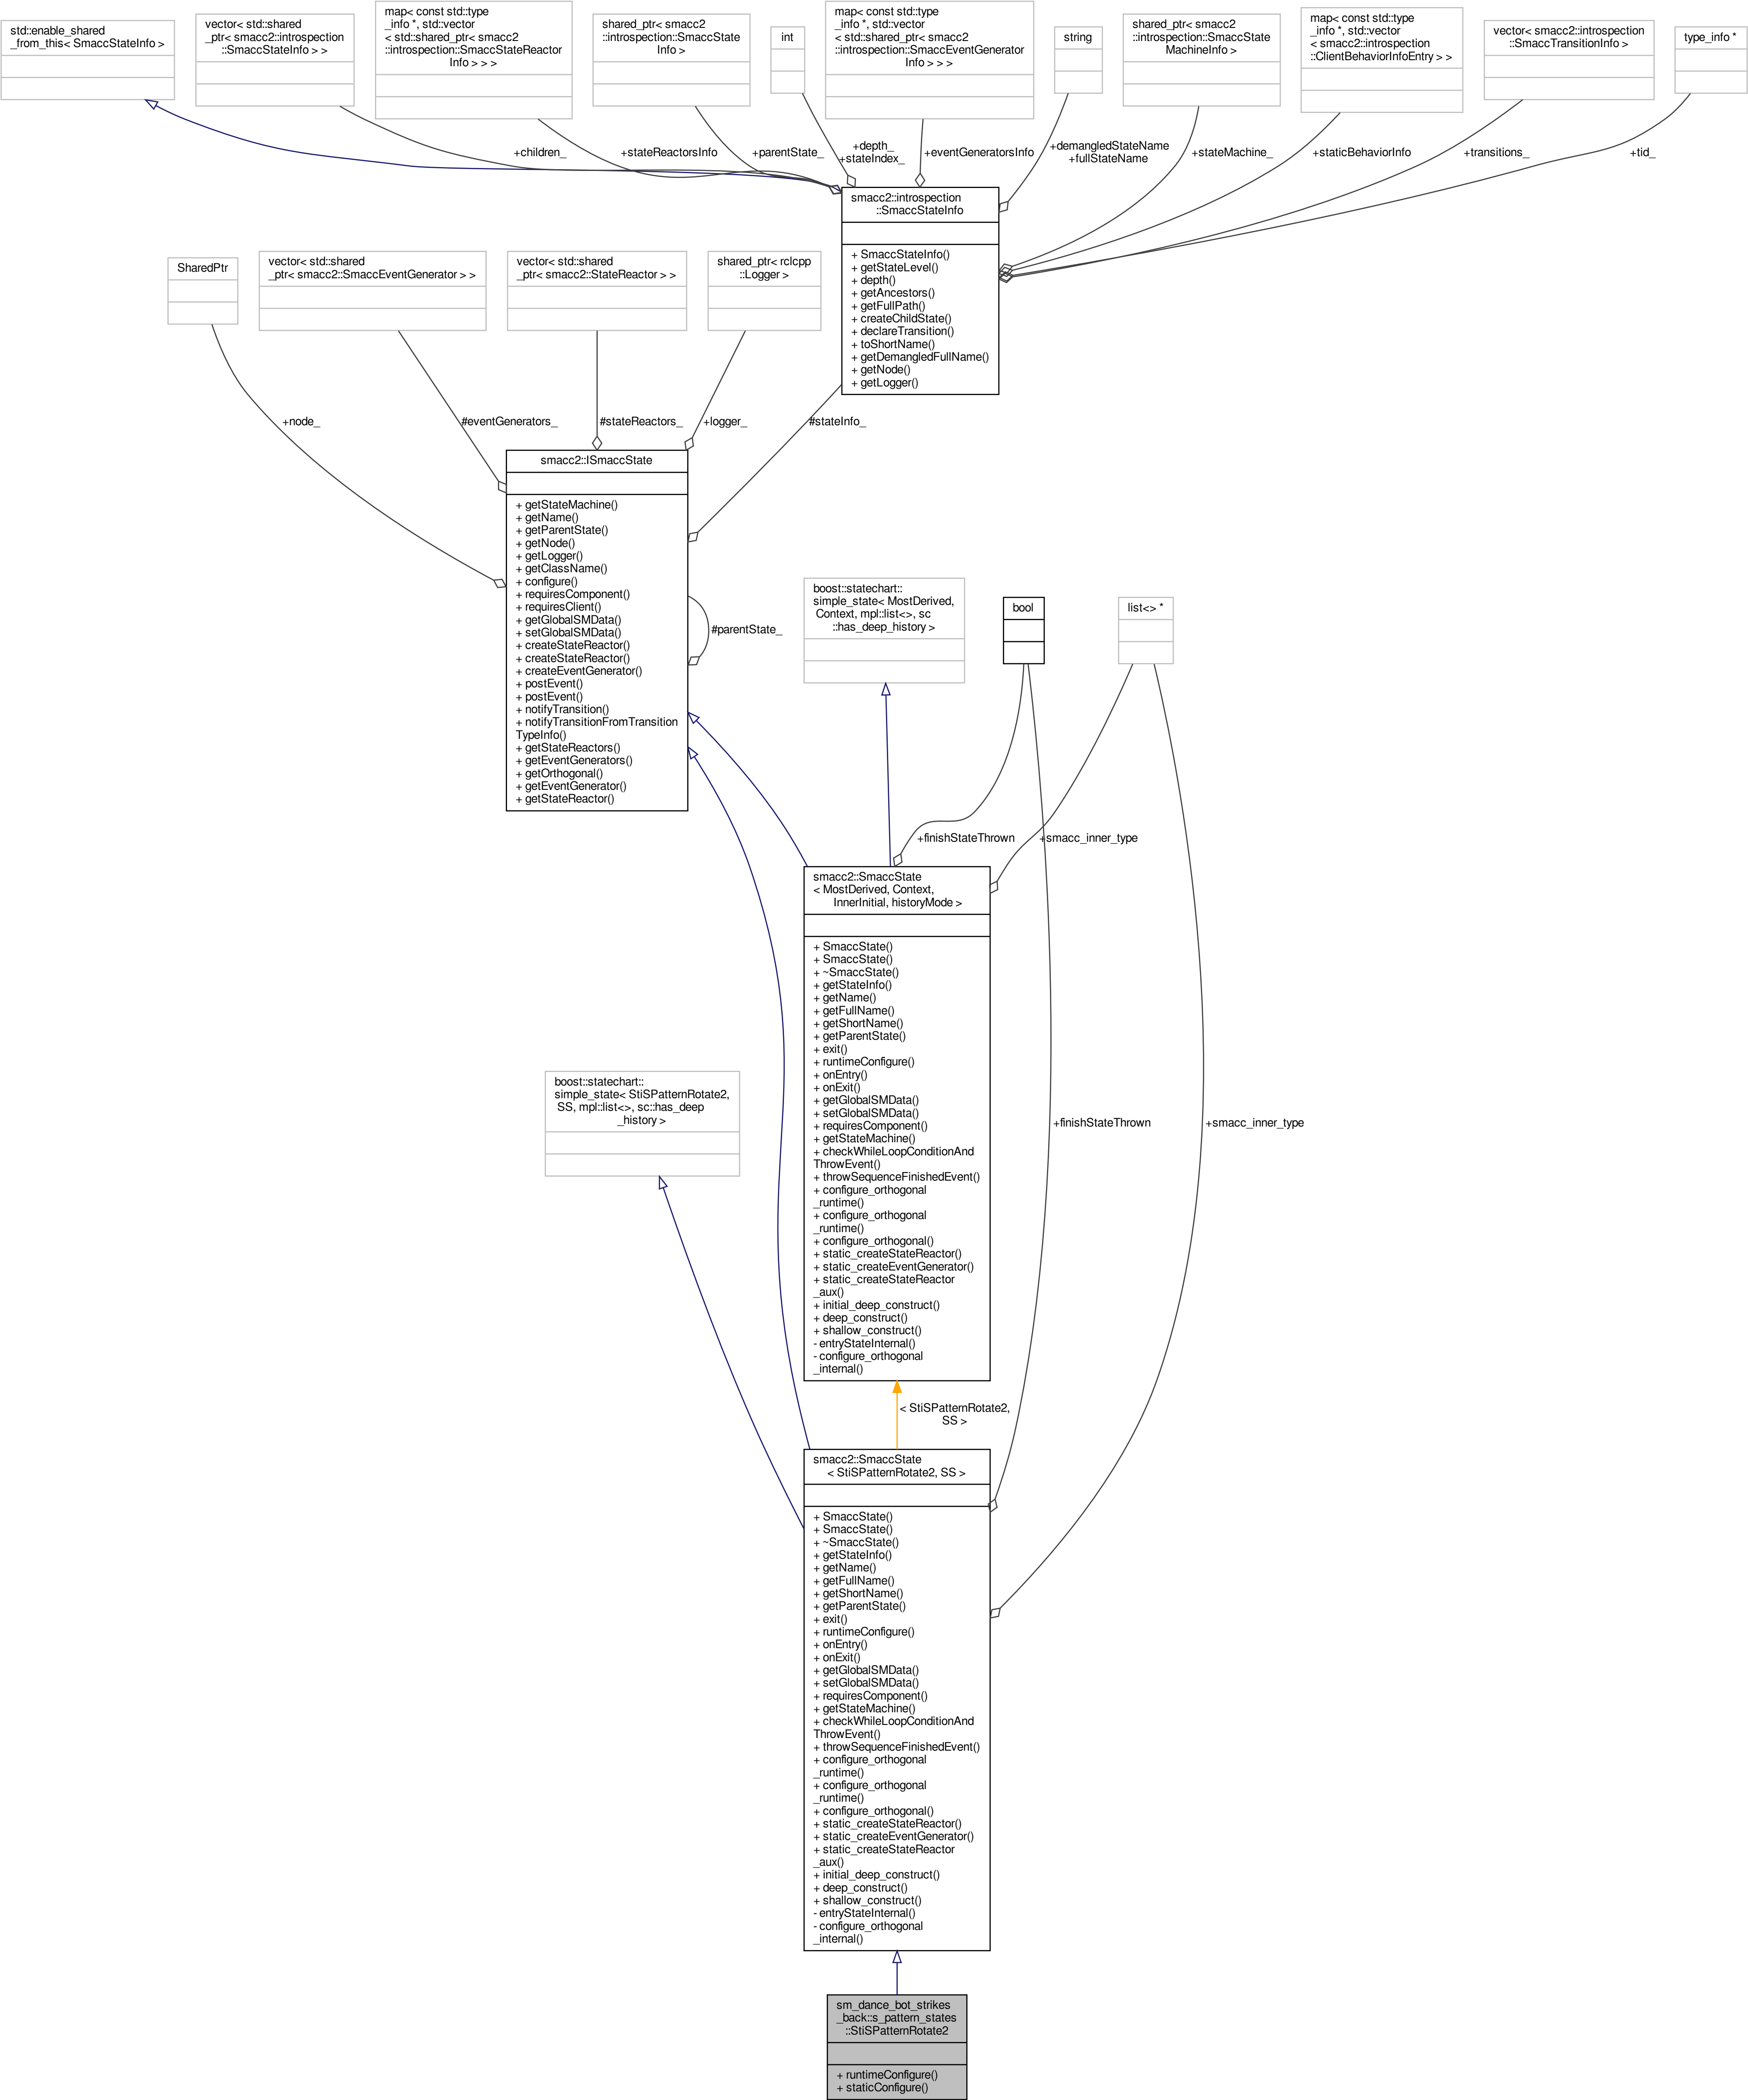 std::enable_shared
_from_this< SmaccStateInfo >
vector< std::shared
_ptr< smacc2::introspection
::SmaccStateInfo > >
map< const std::type
_info *, std::vector
< std::shared_ptr< smacc2
::introspection::SmaccStateReactor
Info > > >
shared_ptr< smacc2
::introspection::SmaccState
Info >
int
map< const std::type
_info *, std::vector
< std::shared_ptr< smacc2
::introspection::SmaccEventGenerator
Info > > >
string
shared_ptr< smacc2
::introspection::SmaccState
MachineInfo >
map< const std::type
_info *, std::vector
< smacc2::introspection
::ClientBehaviorInfoEntry > >
vector< smacc2::introspection
::SmaccTransitionInfo >
type_info *
+children_
+stateReactorsInfo
+parentState_
+depth_
+stateIndex_
+eventGeneratorsInfo
+demangledStateName
+fullStateName
+stateMachine_
+staticBehaviorInfo
+transitions_
+tid_
smacc2::introspection
::SmaccStateInfo
+ SmaccStateInfo()
+ getStateLevel()
+ depth()
+ getAncestors()
+ getFullPath()
+ createChildState()
+ declareTransition()
+ toShortName()
+ getDemangledFullName()
+ getNode()
+ getLogger()
SharedPtr
vector< std::shared
_ptr< smacc2::SmaccEventGenerator > >
vector< std::shared
_ptr< smacc2::StateReactor > >
shared_ptr< rclcpp
::Logger >
+node_
#eventGenerators_
#stateReactors_
+logger_
#stateInfo_
smacc2::ISmaccState
+ getStateMachine()
+ getName()
+ getParentState()
+ getNode()
+ getLogger()
+ getClassName()
+ configure()
+ requiresComponent()
+ requiresClient()
+ getGlobalSMData()
+ setGlobalSMData()
+ createStateReactor()
+ createStateReactor()
+ createEventGenerator()
+ postEvent()
+ postEvent()
+ notifyTransition()
+ notifyTransitionFromTransition
TypeInfo()
+ getStateReactors()
+ getEventGenerators()
+ getOrthogonal()
+ getEventGenerator()
+ getStateReactor()
#parentState_
boost::statechart::
simple_state< MostDerived,
Context, mpl::list<>, sc
::has_deep_history >
bool
list<> *
+finishStateThrown
+smacc_inner_type
smacc2::SmaccState
< MostDerived, Context,
InnerInitial, historyMode >
+ SmaccState()
+ SmaccState()
+ ~SmaccState()
+ getStateInfo()
+ getName()
+ getFullName()
+ getShortName()
+ getParentState()
+ exit()
+ runtimeConfigure()
+ onEntry()
+ onExit()
+ getGlobalSMData()
+ setGlobalSMData()
+ requiresComponent()
+ getStateMachine()
+ checkWhileLoopConditionAnd
ThrowEvent()
+ throwSequenceFinishedEvent()
+ configure_orthogonal
_runtime()
+ configure_orthogonal
_runtime()
+ configure_orthogonal()
+ static_createStateReactor()
+ static_createEventGenerator()
+ static_createStateReactor
_aux()
+ initial_deep_construct()
+ deep_construct()
+ shallow_construct()
- entryStateInternal()
- configure_orthogonal
_internal()
boost::statechart::
simple_state< StiSPatternRotate2,
SS, mpl::list<>, sc::has_deep
_history >
+finishStateThrown
+smacc_inner_type
< StiSPatternRotate2,
SS >
smacc2::SmaccState
< StiSPatternRotate2, SS >
+ SmaccState()
+ SmaccState()
+ ~SmaccState()
+ getStateInfo()
+ getName()
+ getFullName()
+ getShortName()
+ getParentState()
+ exit()
+ runtimeConfigure()
+ onEntry()
+ onExit()
+ getGlobalSMData()
+ setGlobalSMData()
+ requiresComponent()
+ getStateMachine()
+ checkWhileLoopConditionAnd
ThrowEvent()
+ throwSequenceFinishedEvent()
+ configure_orthogonal
_runtime()
+ configure_orthogonal
_runtime()
+ configure_orthogonal()
+ static_createStateReactor()
+ static_createEventGenerator()
+ static_createStateReactor
_aux()
+ initial_deep_construct()
+ deep_construct()
+ shallow_construct()
- entryStateInternal()
- configure_orthogonal
_internal()
sm_dance_bot_strikes
_back::s_pattern_states
::StiSPatternRotate2
+ runtimeConfigure()
+ staticConfigure()